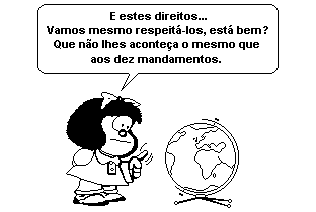 E estes direitos...
Vamos mesmo respeitá-los, está bem?
Que não lhes aconteça o mesmo que
aos dez mandamentos.